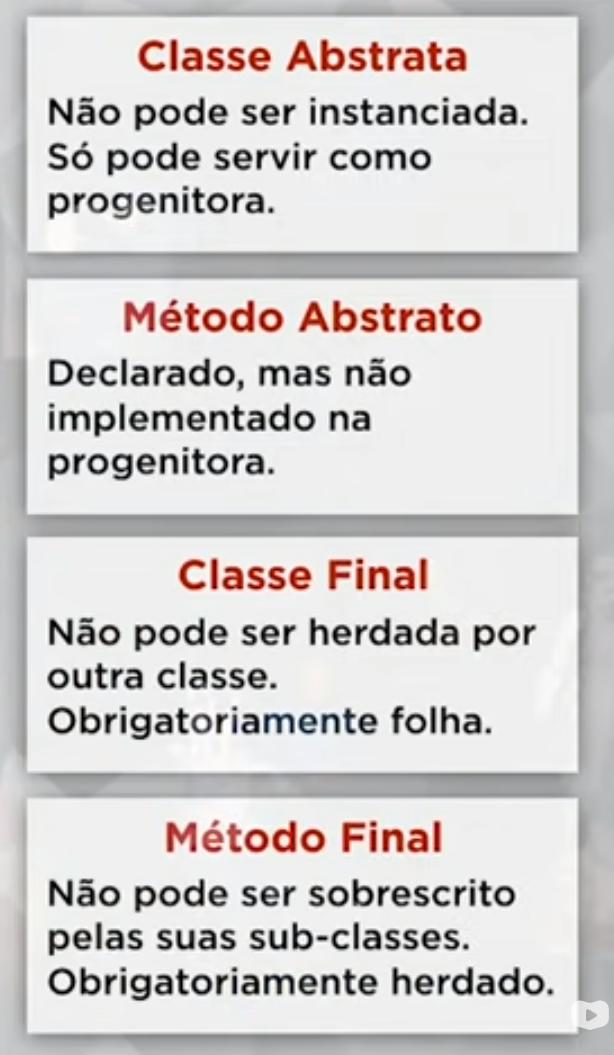 Classe Abstrata
Não pode ser instanciada.
Só pode servir como
progenitora.
Método Abstrato
Declarado, mas não
implementado na
progenitora.
Classe Final
Não pode ser herdada por
outra classe.
Obrigatoriamente folha.
Método Final
Não pode ser sobrescrito
pelas suas sub-classes.
Obrigatoriamente herdado.